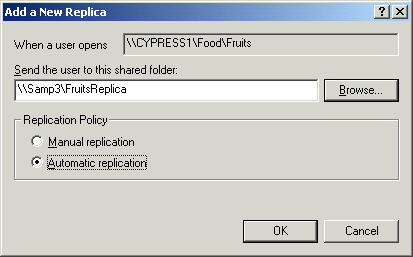 Add a New Replica
When a user opens \\CYPRESS1\Food\Fruits
Send the user to this shared folder:
\\Samp3\FruitsReplica Browse...
Replication Policy
Manual replication
Automatic replication
OK Cancel